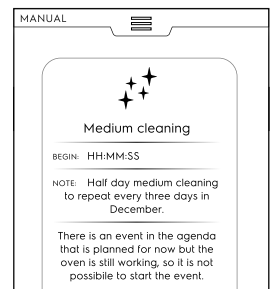 MANUAL
Medium cleaning
BEGIN: HH:MM:SS
NOTE: Half day medium cleaning
to repeat every three days in
December.
There is an event in the agenda
that is planned for now but the
oven is still working, so it is not
possibile to start the event.